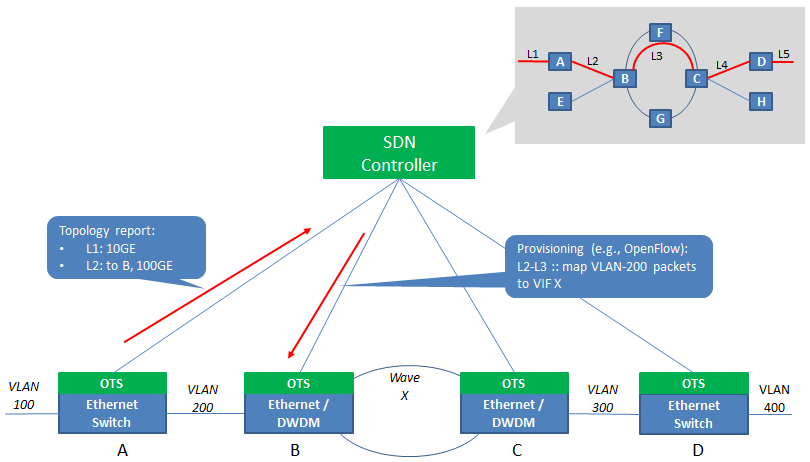 F
L1
A
L2
L3
B
C
L4
D
L5
E
G
H
SDN
Controller
Topology report:
• L1: 10GE
• L2: to B, 100GE
Provisioning (e.g., OpenFlow):
L2-L3 :: map VLAN-200 packets
to VIF X
VLAN
100
OTS
Ethernet
Switch
A
VLAN
200
OTS
Ethernet /
DWDM
B
Wave
X
OTS
Ethernet /
DWDM
C
VLAN
300
OTS
Ethernet
Switch
D
VLAN
400